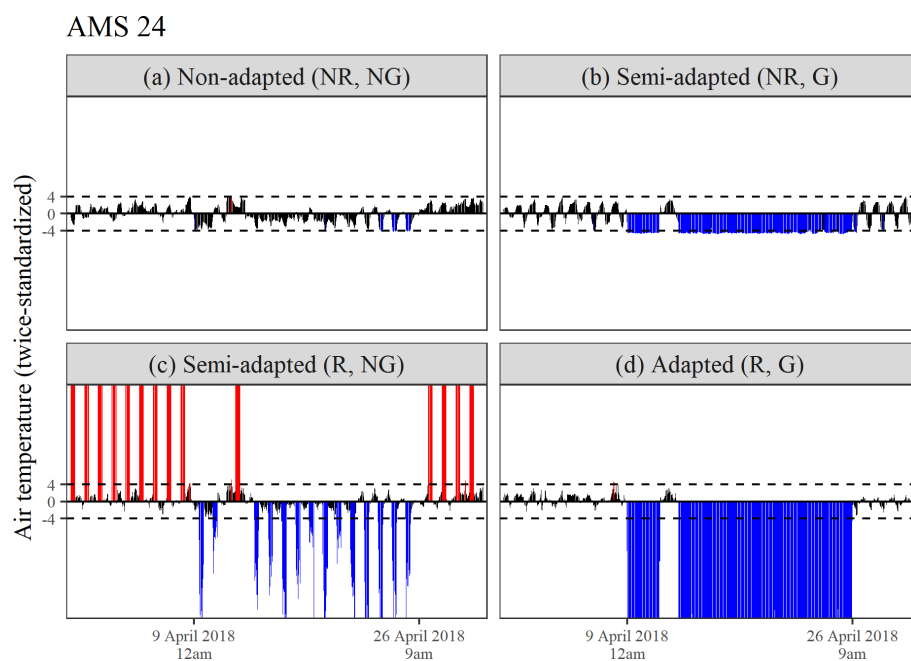 AMS 24
(a) Non-adapted (NR, NG)
(b) Semi-adapted (NR, G)
4
0
-4
(c) Semi-adapted (R, NG)
(d) Adapted (R, G)
4
0
-4
Air temperature (twice-standardized)
9 April 2018
12am
26 April 2018
9am
9 April 2018
12am
26 April 2018
9am